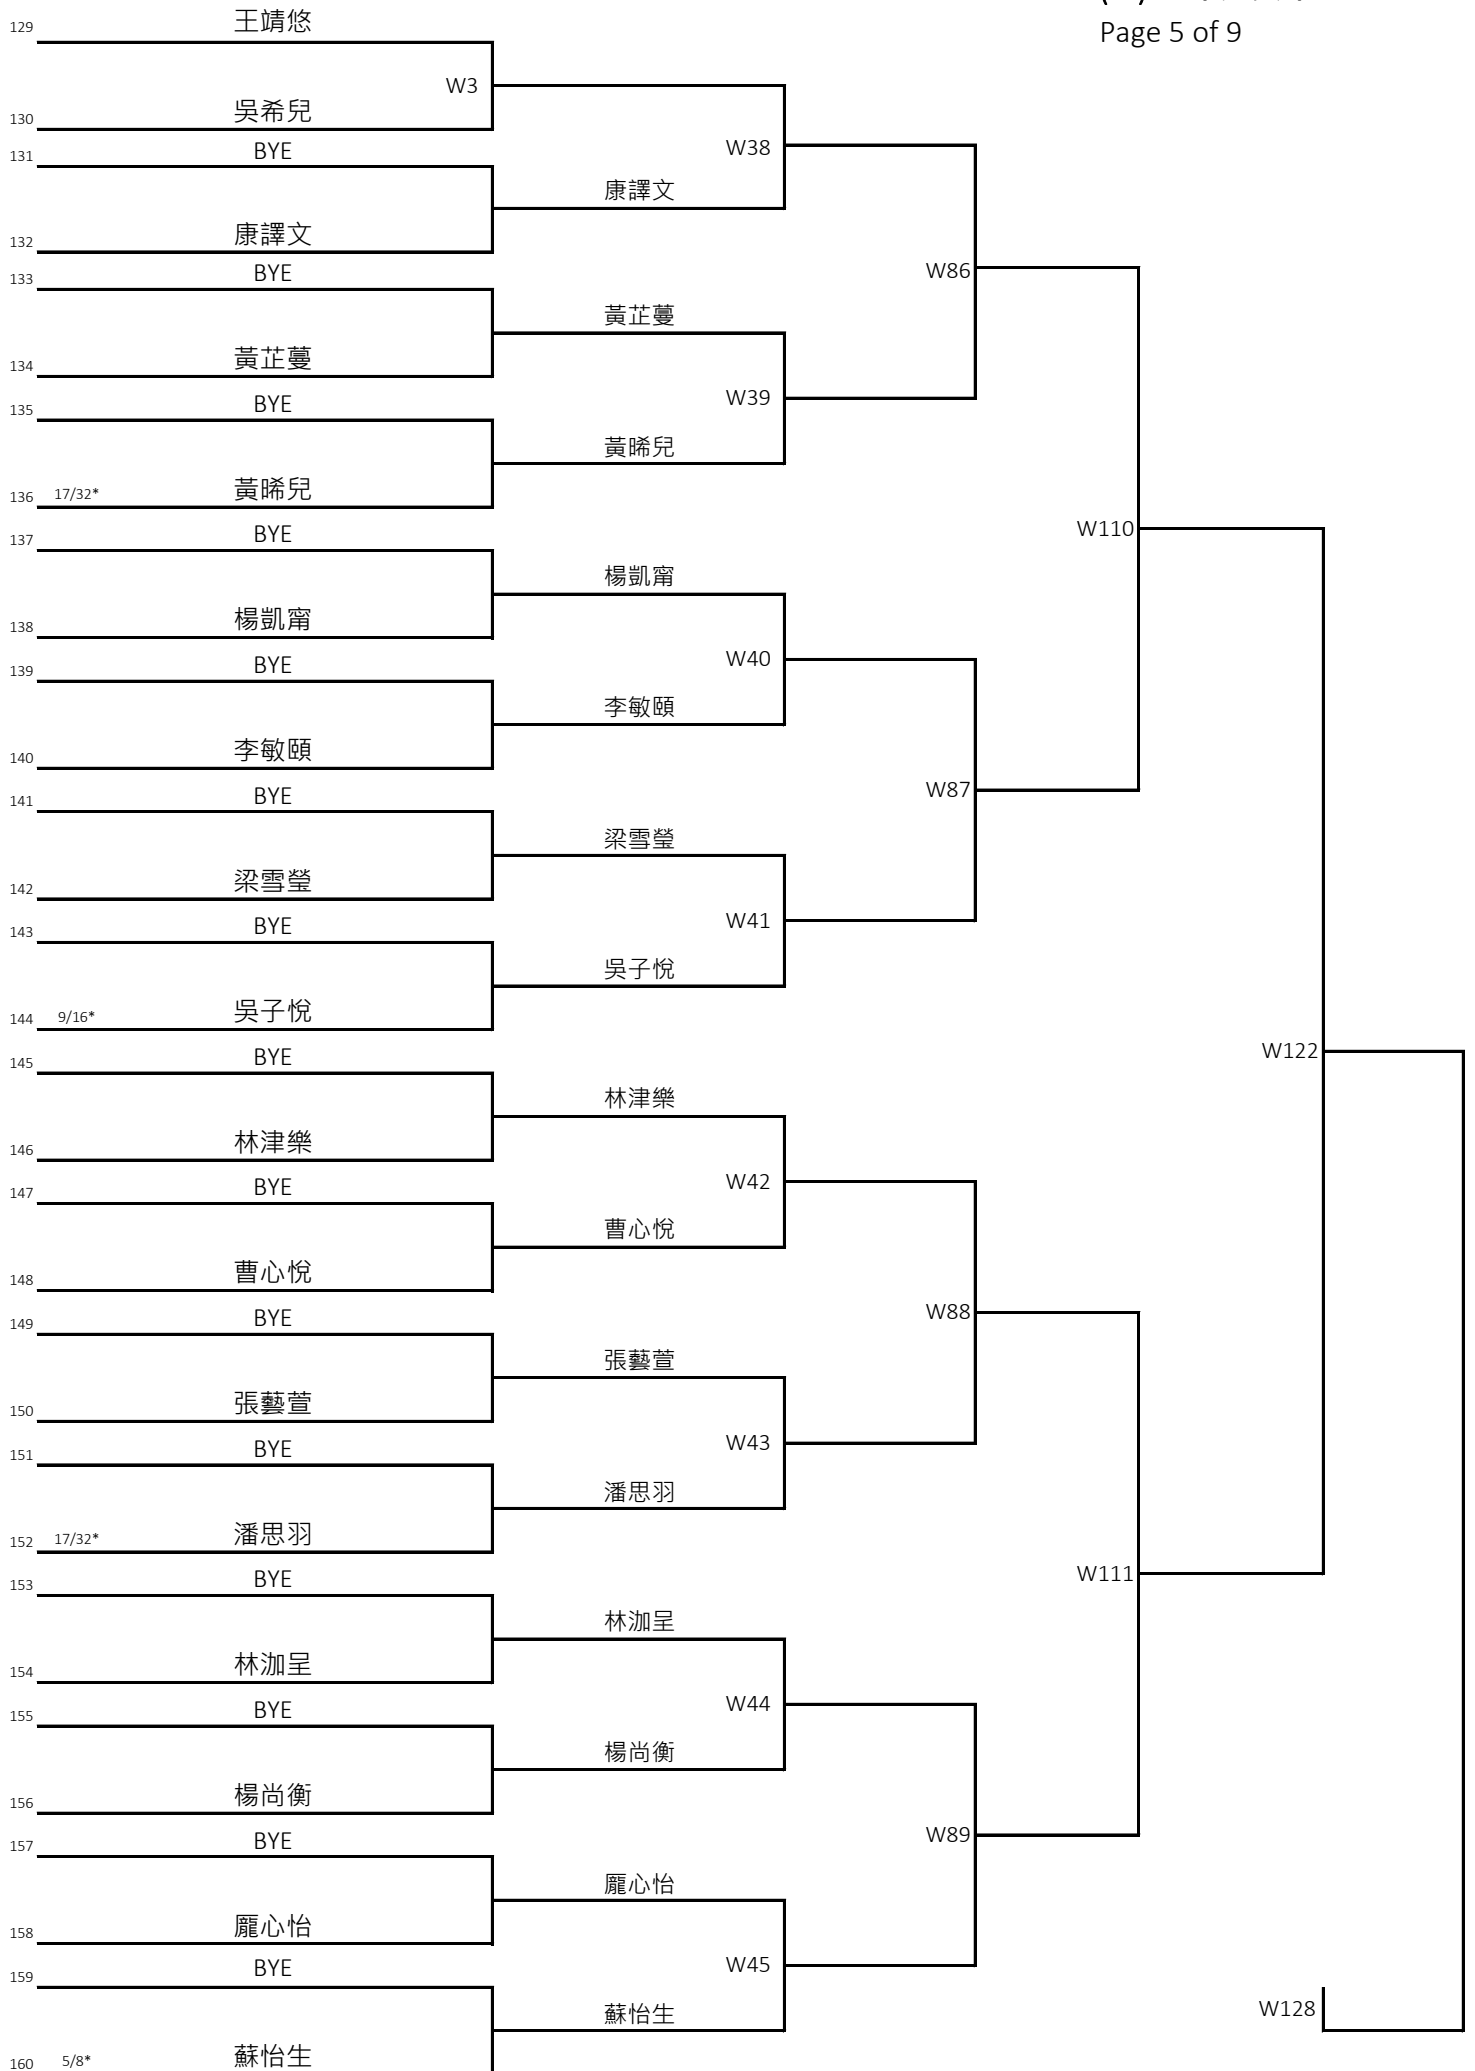 Page 5 of 9
129 王靖悠
W3
130 吳希兒
131 BYE
W38
康譯文
132 康譯文
133 BYE
W86
黃芷蔓
134 黃芷蔓
135 BYE
W39
黃晞兒
136 17/32* 黃晞兒
137 BYE
W110
楊凱甯
138 楊凱甯
139 BYE
W40
李敏頤
140 李敏頤
141 BYE
W87
梁雪瑩
142 梁雪瑩
143 BYE
W41
吳子悅
144 9/16* 吳子悅
145 BYE
W122
林津樂
146 林津樂
147 BYE
W42
曹心悅
148 曹心悅
149 BYE
W88
張藝萱
150 張藝萱
151 BYE
W43
潘思羽
152 17/32* 潘思羽
153 BYE
W111
林泇呈
154 林泇呈
155 BYE
W44
楊尚衡
156 楊尚衡
157 BYE
W89
龎心怡
158 龎心怡
159 BYE
W45
蘇怡生
W128
160 5/8* 蘇怡生